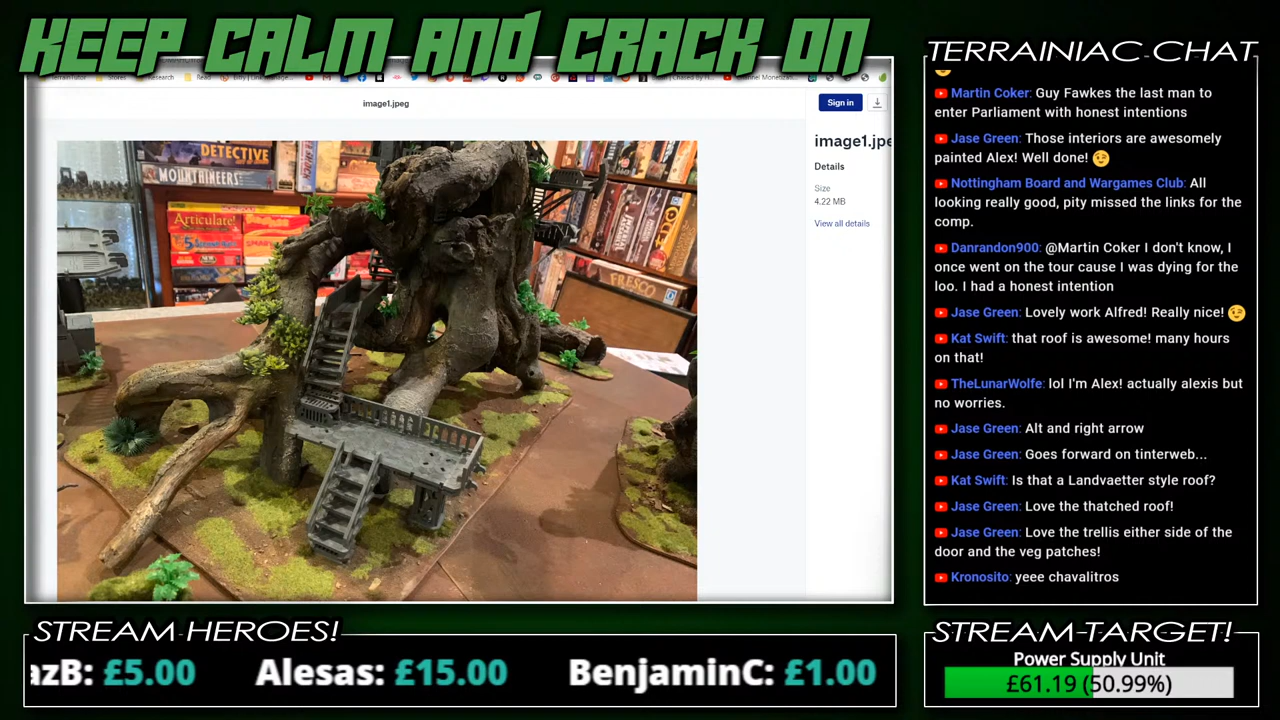 KEEP CALM AND CRACK ON
TERRAINIAC CHAT
TerrainTutor Stores Research Read
image1.jpeg
Sign in
image1.jpe
Details
Size
4.22 MB
View all details
DETECTIVE
MOUNTAINEERS
Articulate!
FRESCO
Martin Coker: Guy Fawkes the last man to
enter Parliament with honest intentions
Jase Green: Those interiors are awesomely
painted Alex! Well done! 😉
Nottingham Board and Wargames Club: All
looking really good, pity missed the links for the
comp.
Danrandon900: @Martin Coker I don't know, I
once went on the tour cause I was dying for the
loo. I had a honest intention
Jase Green: Lovely work Alfred! Really nice! 😉
Kat Swift: that roof is awesome! many hours
on that!
TheLunarWolfe: lol I'm Alex! actually alexis but
no worries.
Jase Green: Alt and right arrow
Jase Green: Goes forward on tinterweb...
Kat Swift: Is that a Landvaetter style roof?
Jase Green: Love the thatched roof!
Jase Green: Love the trellis either side of the
door and the veg patches!
Kronosito: yeee chavalitros
STREAM HEROES!
azB: £5.00 Alesas: £15.00 BenjaminC: £1.00
STREAM TARGET!
Power Supply Unit
£61.19 (50.99%)